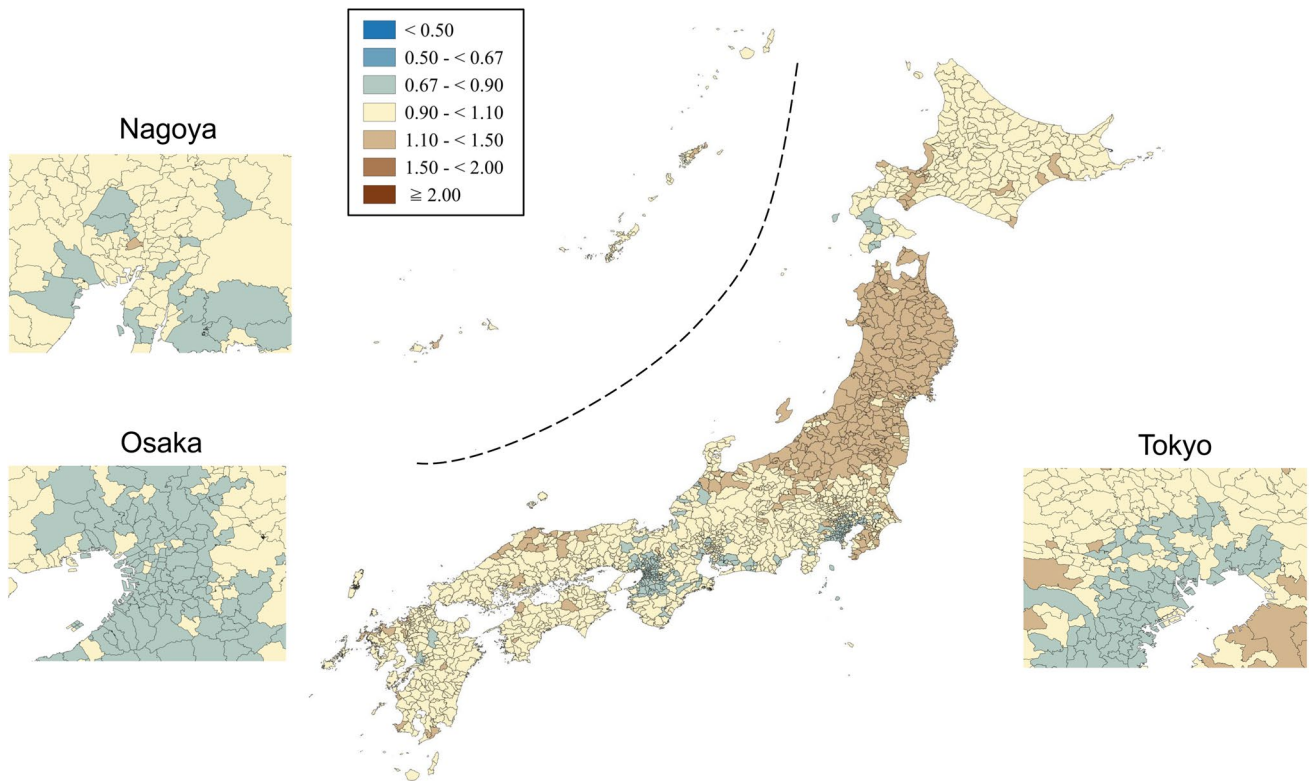 < 0.50
0.50 - < 0.67
0.67 - < 0.90
0.90 - < 1.10
1.10 - < 1.50
1.50 - < 2.00
≧ 2.00
Nagoya
Osaka
Tokyo